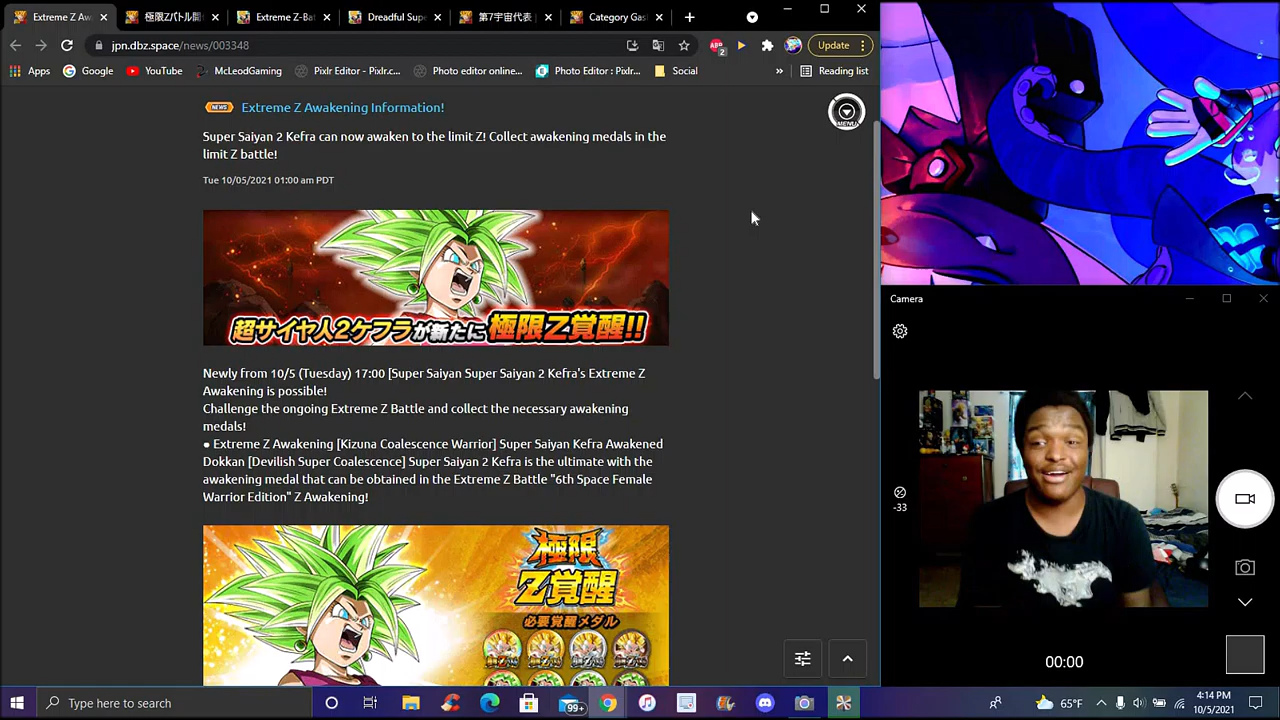 Extreme Z Aw
極限Zバトル開
Extreme Z-Ba
Dreadful Supe
第7宇宙代表
Category Gas
jpn.dbz.space/news/003348
ABP
2
Update
Apps
Google
YouTube
McLeodGaming
Pixlr Editor - Pixlr.c...
Photo editor online...
Photo Editor : Pixlr...
Social
»
Reading list
NEWS
Extreme Z Awakening Information!
MENU
Super Saiyan 2 Kefra can now awaken to the limit Z! Collect awakening medals in the
limit Z battle!
Tue 10/05/2021 01:00 am PDT
超サイヤ人2ケフラが新たに極限Z覚醒!!
Newly from 10/5 (Tuesday) 17:00 [Super Saiyan Super Saiyan 2 Kefra's Extreme Z
Awakening is possible!
Challenge the ongoing Extreme Z Battle and collect the necessary awakening
medals!
● Extreme Z Awakening [Kizuna Coalescence Warrior] Super Saiyan Kefra Awakened
Dokkan [Devilish Super Coalescence] Super Saiyan 2 Kefra is the ultimate with the
awakening medal that can be obtained in the Extreme Z Battle "6th Space Female
Warrior Edition" Z Awakening!
極限
Z覚醒
必要覚醒メダル
Camera
-33
00:00
Type here to search
99+
65°F
4:14 PM
10/5/2021